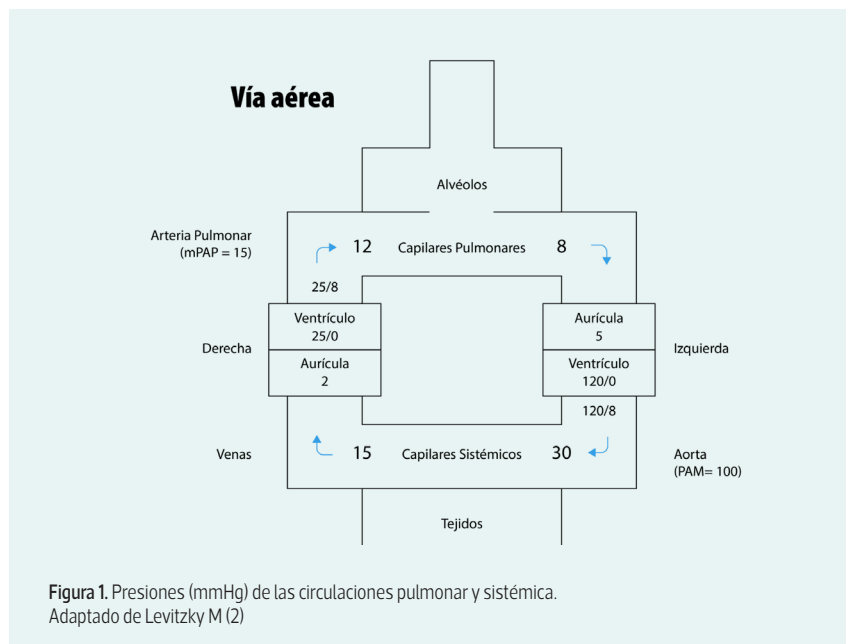 Vía aérea
Alvéolos
Arteria Pulmonar
(mPAP = 15)
12
Capilares Pulmonares
8
25/8
Ventrículo
25/0
Aurícula
5
Derecha
Izquierda
Aurícula
2
Ventrículo
120/0
120/8
Venas
15
Capilares Sistémicos
30
Aorta
(PAM= 100)
Tejidos
Figura 1. Presiones (mmHg) de las circulaciones pulmonar y sistémica.
Adaptado de Levitzky M (2)